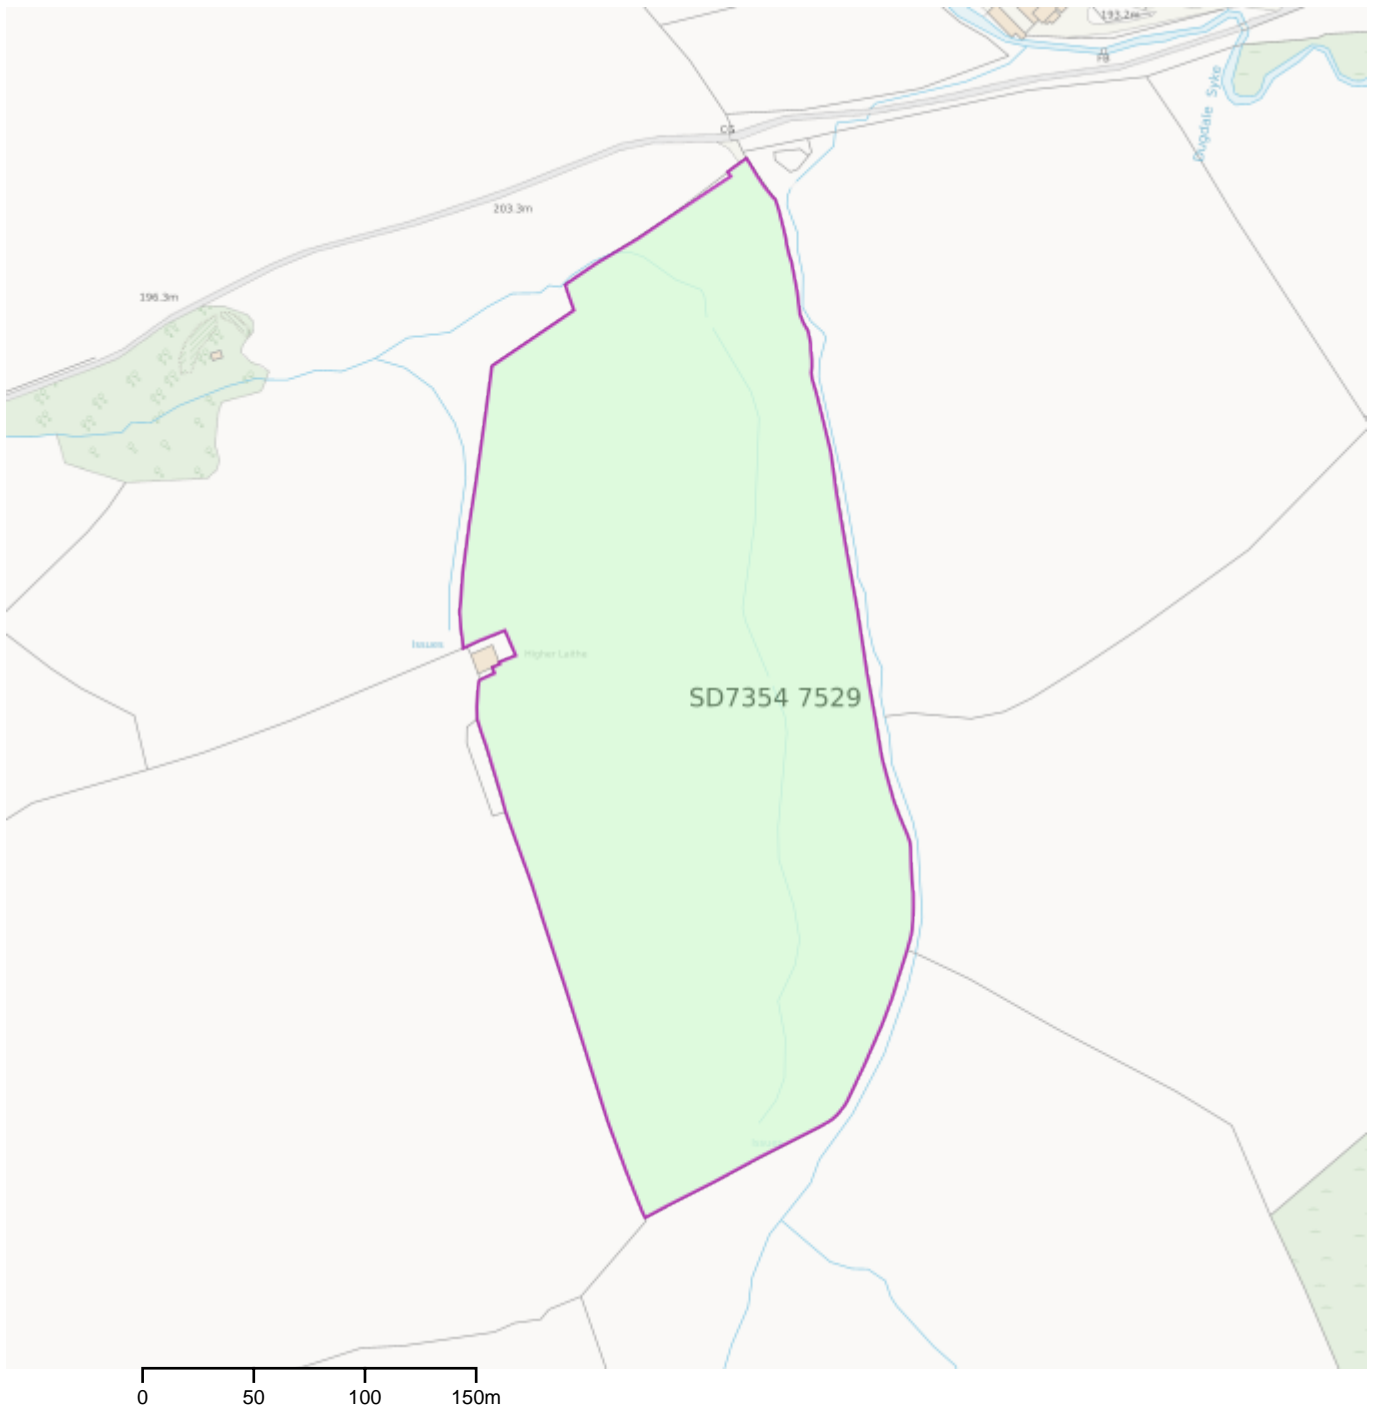 193.2m
FB
Dugdale Syke
CG
203.3m
196.3m
Issues
Higher Laithe
SD7354 7529
Issues
0 50 100 150m